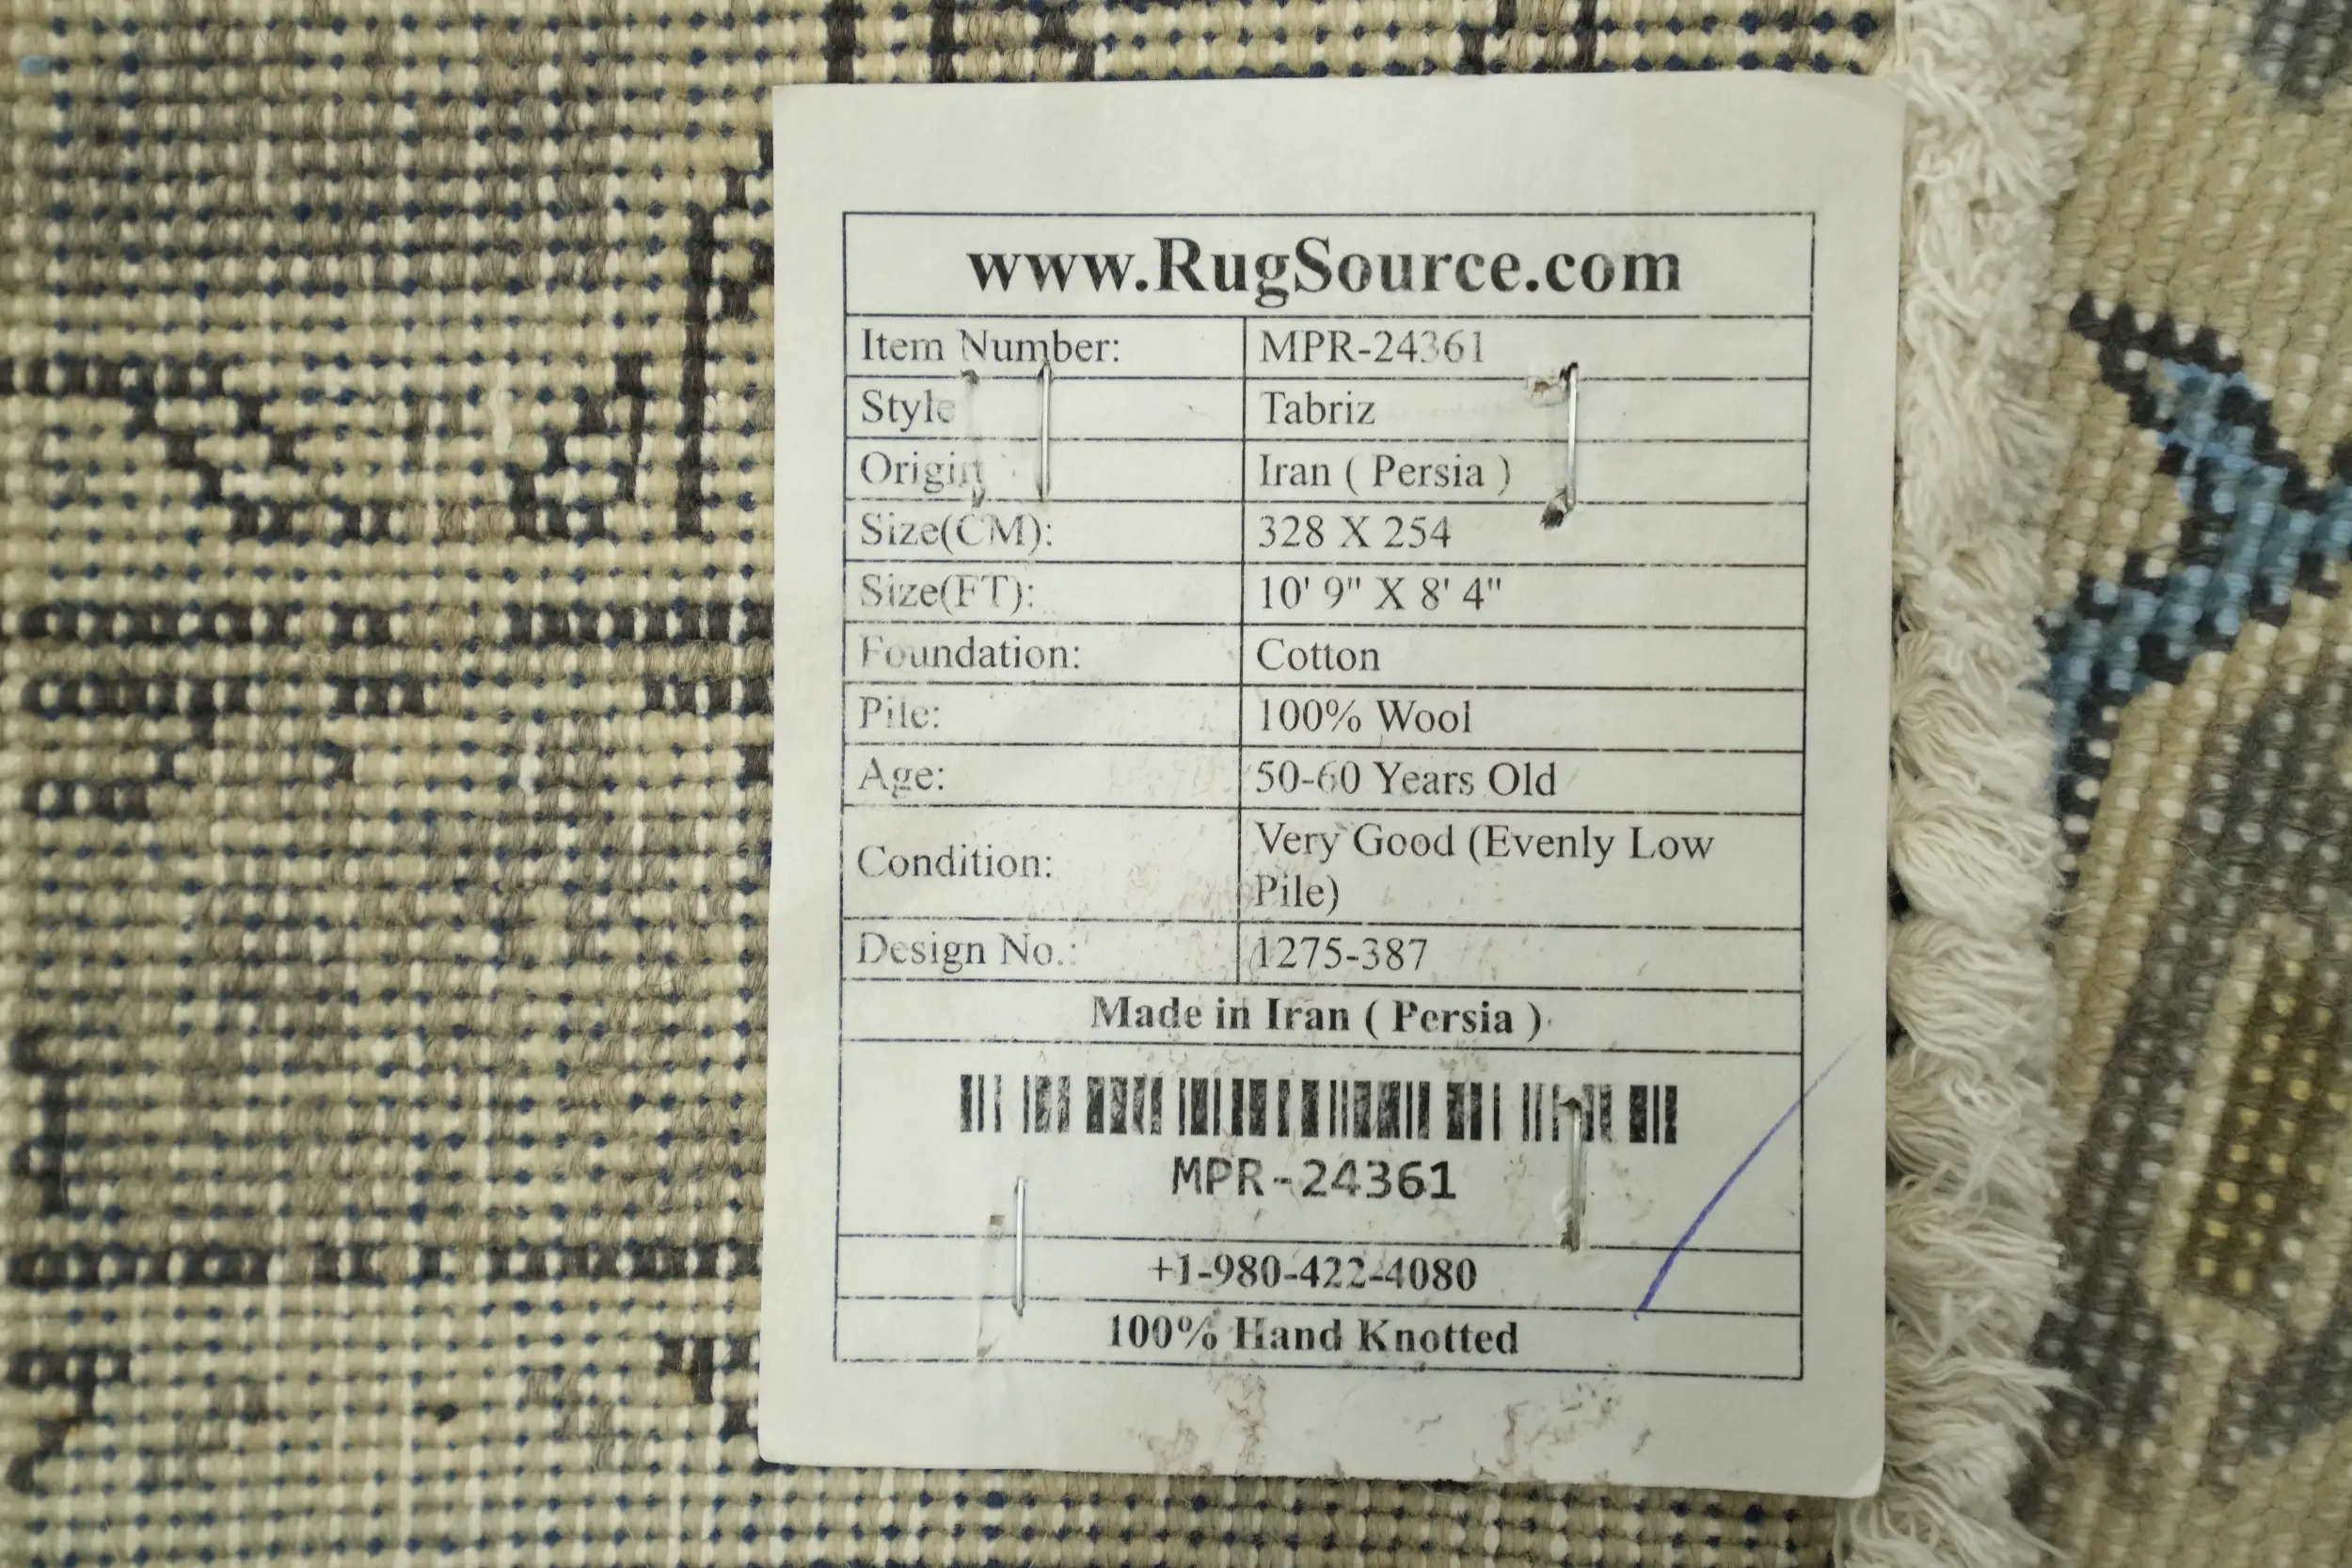 www.RugSource.com
Item Number: MPR-24361
Style Tabriz
Origin Iran ( Persia )
Size(CM): 328 X 254
Size(FT): 10' 9" X 8' 4"
Foundation: Cotton
Pile: 100% Wool
Age: 50-60 Years Old
Condition: Very Good (Evenly Low
Pile)
Design No.: 1275-387
Made in Iran ( Persia )
MPR-24361
+1-980-422-4080
100% Hand Knotted